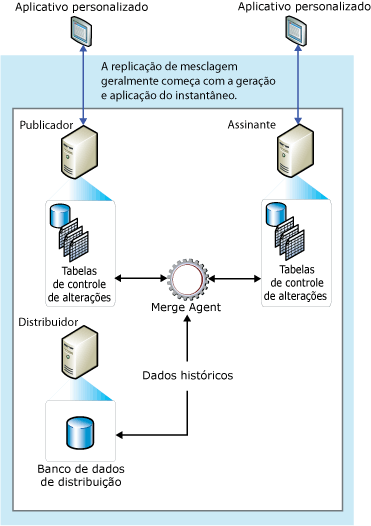 Aplicativo personalizado
Aplicativo personalizado
A replicação de mesclagem
geralmente começa com a geração
e aplicação do instantâneo.
Publicador
Assinante
Tabelas
de controle
de alterações
Tabelas
de controle
de alterações
Merge Agent
Distribuidor
Dados históricos
Banco de dados
de distribuição